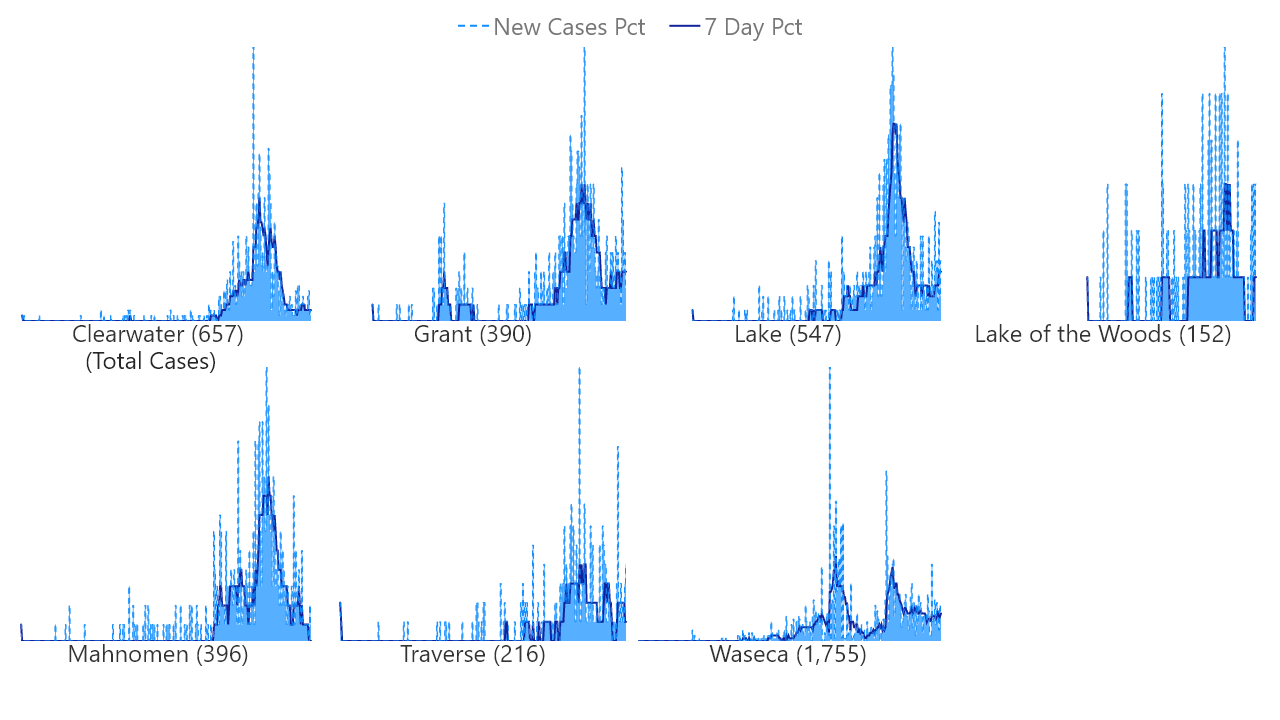 New Cases Pct 7 Day Pct
Clearwater (657)
(Total Cases)
Grant (390)
Lake (547)
Lake of the Woods (152)
Mahnomen (396)
Traverse (216)
Waseca (1,755)